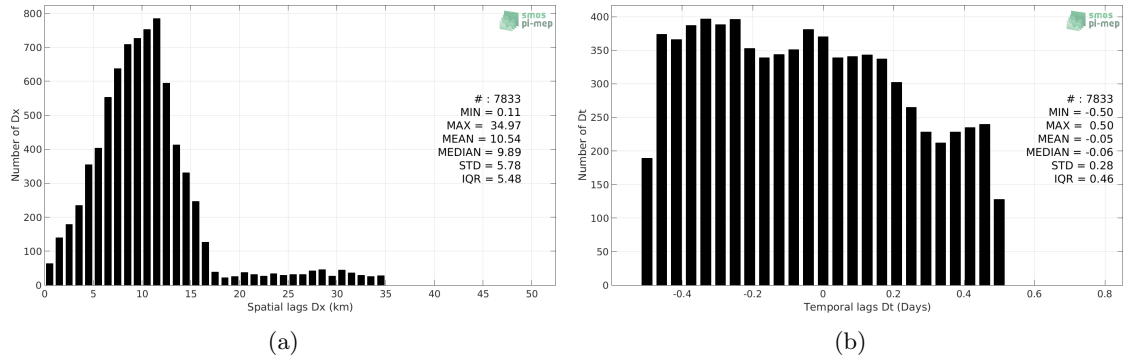 smos
pi-mep
800
700
600
500
400
300
200
100
0
Number of Dx
# : 7833
MIN = 0.11
MAX = 34.97
MEAN = 10.54
MEDIAN = 9.89
STD = 5.78
IQR = 5.48
0 5 10 15 20 25 30 35 40 45 50
Spatial lags Dx (km)
(a)
smos
pi-mep
400
350
300
250
200
150
100
50
0
Number of Dt
# : 7833
MIN = -0.50
MAX = 0.50
MEAN = -0.05
MEDIAN = -0.06
STD = 0.28
IQR = 0.46
-0.4 -0.2 0 0.2 0.4 0.6 0.8
Temporal lags Dt (Days)
(b)